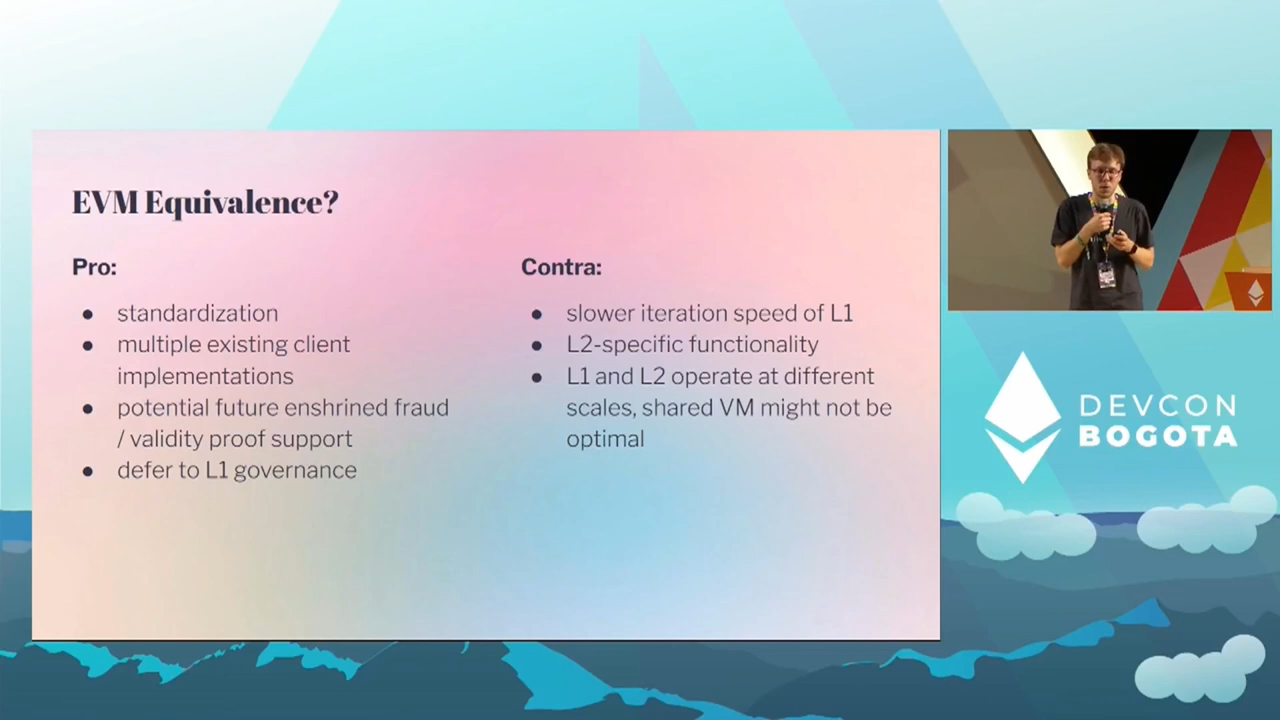 EVM Equivalence?
Pro:
● standardization
● multiple existing client
implementations
● potential future enshrined fraud
/ validity proof support
● defer to L1 governance
Contra:
● slower iteration speed of L1
● L2-specific functionality
● L1 and L2 operate at different
scales, shared VM might not be
optimal
DEVCON
BOGOTA